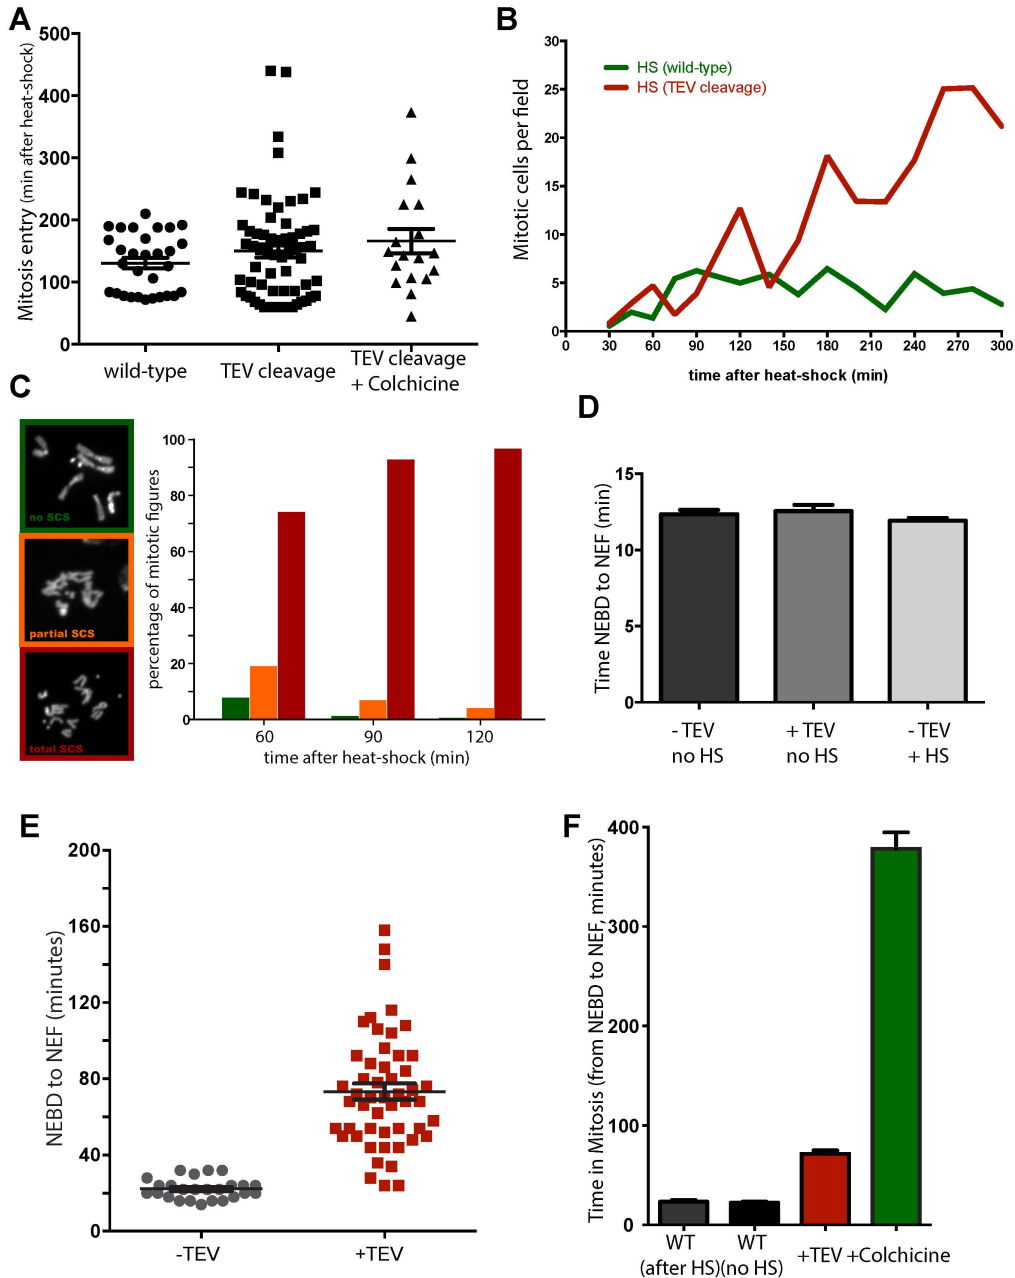 A
Mitosis entry (min after heat-shock)
500
400
300
200
100
0
wild-type
TEV cleavage
TEV cleavage
+ Colchicine
B
Mitotic cells per field
30
25
20
15
10
5
0
HS (wild-type)
HS (TEV cleavage)
0 30 60 90 120 150 180 210 240 270 300
time after heat-shock (min)
C
no SCS
partial SCS
total SCS
percentage of mitotic figures
100
80
60
40
20
0
60 90 120
time after heat-shock (min)
D
Time NEBD to NEF (min)
15
10
5
0
- TEV
no HS
+ TEV
no HS
- TEV
+ HS
E
NEBD to NEF (minutes)
200
160
120
80
40
0
-TEV
+TEV
F
Time in Mitosis (from NEBD to NEF, minutes)
400
300
200
100
0
WT
(after HS)
WT
(no HS)
+TEV
+Colchicine